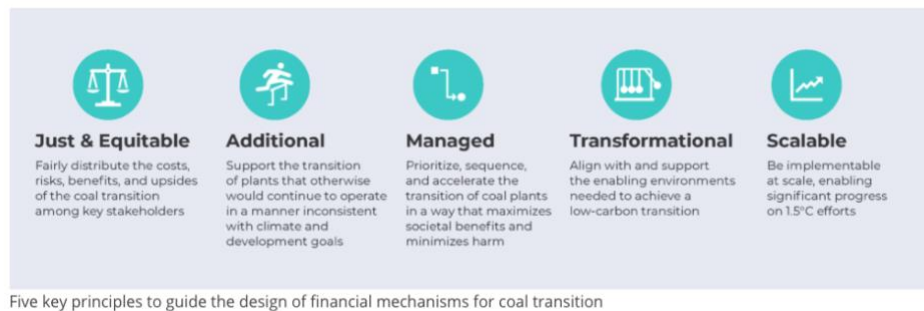 Just & Equitable
Fairly distribute the costs,
risks, benefits, and upsides
of the coal transition
among key stakeholders
Additional
Support the transition
of plants that otherwise
would continue to operate
in a manner inconsistent
with climate and
development goals
Managed
Prioritize, sequence,
and accelerate the
transition of coal plants
in a way that maximizes
societal benefits and
minimizes harm
Transformational
Align with and support
the enabling environments
needed to achieve a
low-carbon transition
Scalable
Be implementable
at scale, enabling
significant progress
on 1.5°C efforts
Five key principles to guide the design of financial mechanisms for coal transition